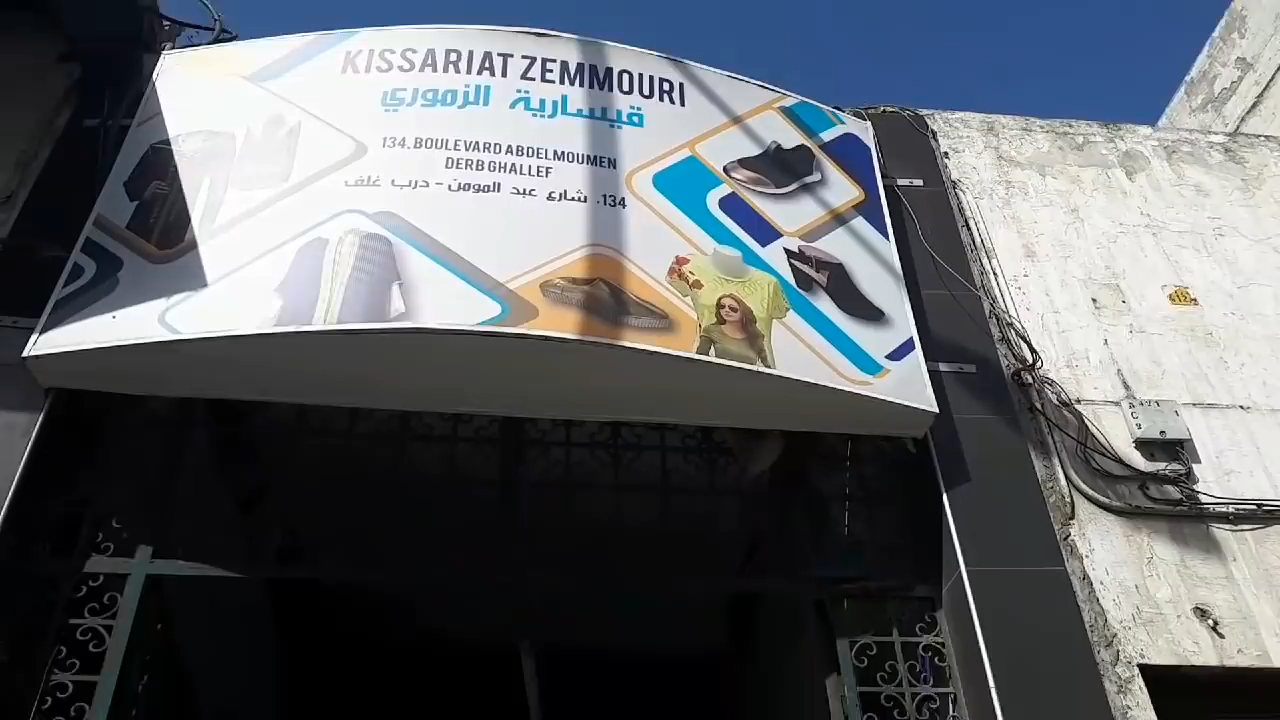 KISSARIAT ZEMMOURI
قيسارية الزموري
134. BOULEVARD ABDELMOUMEN
DERB GHALLEF
134. شارع عبد المومن - درب غلف